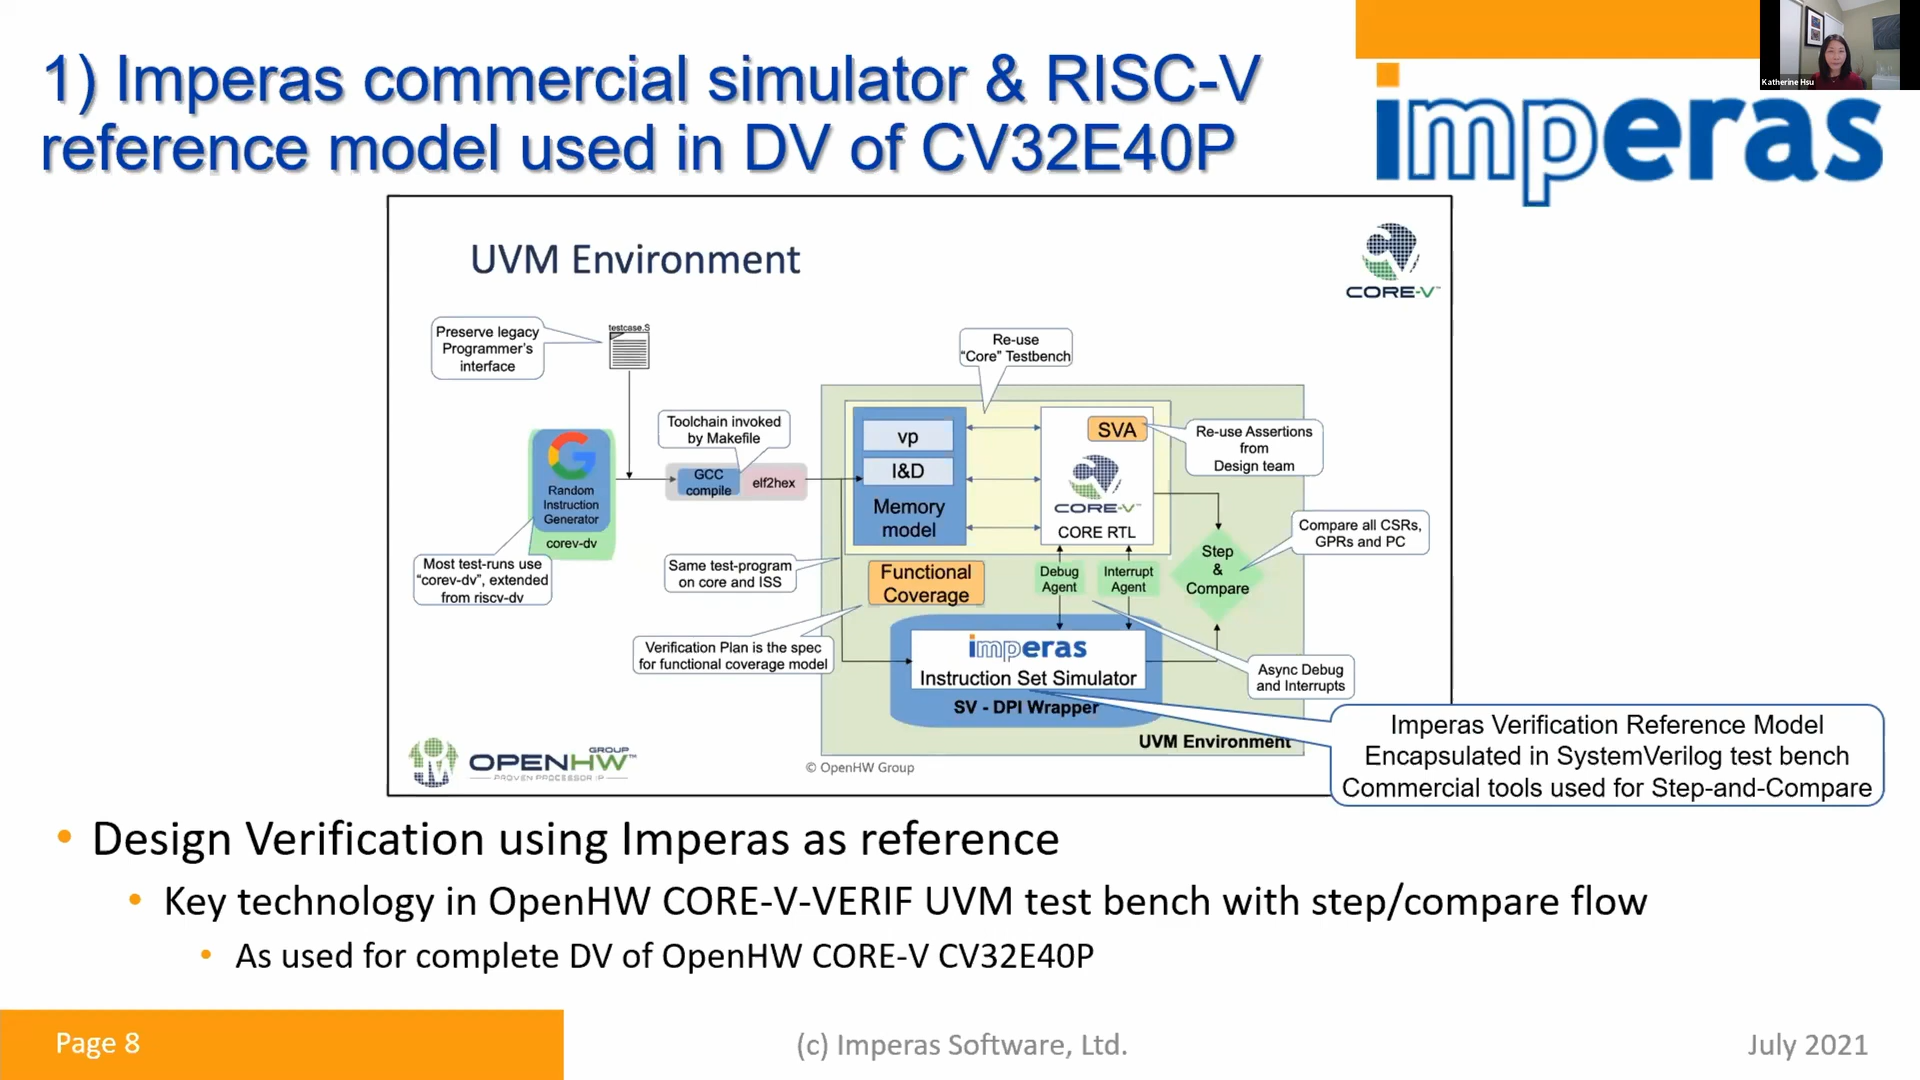 1) Imperas commercial simulator & RISC-V
reference model used in DV of CV32E40P
Katherine Hsu
imperas
UVM Environment
CORE-V™
Preserve legacy
Programmer's
interface
testcase.S
Re-use
"Core" Testbench
Toolchain invoked
by Makefile
Random
Instruction
Generator
corev-dv
GCC
compile
elf2hex
vp
I&D
Memory
model
SVA
CORE-V™
CORE RTL
Re-use Assertions
from
Design team
Compare all CSRs,
GPRs and PC
Most test-runs use
"corev-dv", extended
from riscv-dv
Same test-program
on core and ISS
Functional
Coverage
Debug
Agent
Interrupt
Agent
Step
&
Compare
Verification Plan is the spec
for functional coverage model
imperas
Instruction Set Simulator
SV - DPI Wrapper
Async Debug
and Interrupts
UVM Environment
Imperas Verification Reference Model
Encapsulated in SystemVerilog test bench
Commercial tools used for Step-and-Compare
OPENHW GROUP™
PROVEN PROCESSOR IP
© OpenHW Group
• Design Verification using Imperas as reference
• Key technology in OpenHW CORE-V-VERIF UVM test bench with step/compare flow
• As used for complete DV of OpenHW CORE-V CV32E40P
Page 8
(c) Imperas Software, Ltd.
July 2021